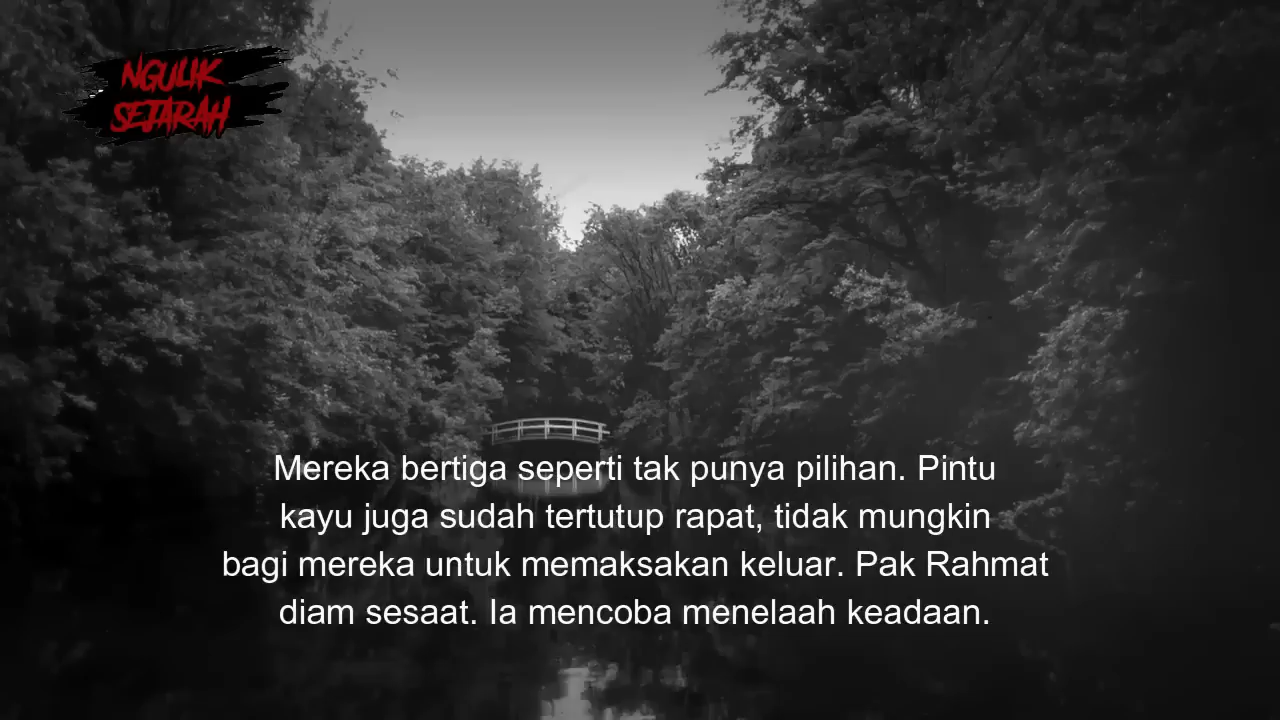 NGULIK
SEJARAH
Mereka bertiga seperti tak punya pilihan. Pintu
kayu juga sudah tertutup rapat, tidak mungkin
bagi mereka untuk memaksakan keluar. Pak Rahmat
diam sesaat. Ia mencoba menelaah keadaan.